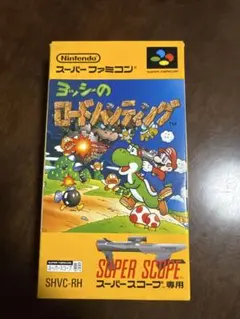 Nintendo
スーパーファミコン
ヨッシーの
ロードハンティング
TM
SUPER SCOPE
スーパースコープ専用
SHVC-RH